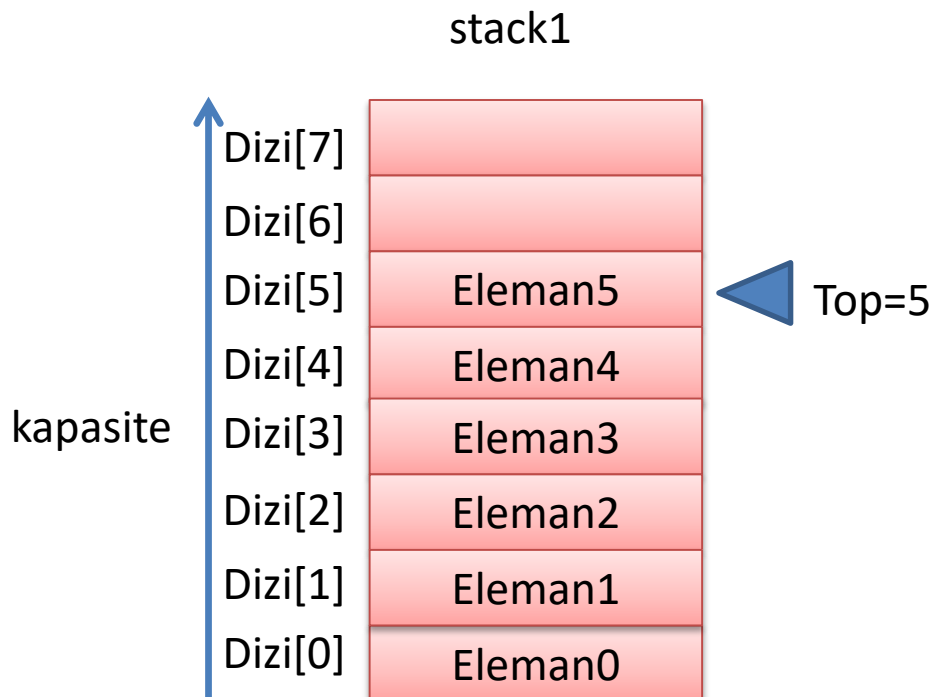 stack1
Dizi[7]
Dizi[6]
Dizi[5] Eleman5 Top=5
Dizi[4] Eleman4
kapasite
Dizi[3] Eleman3
Dizi[2] Eleman2
Dizi[1] Eleman1
Dizi[0] Eleman0